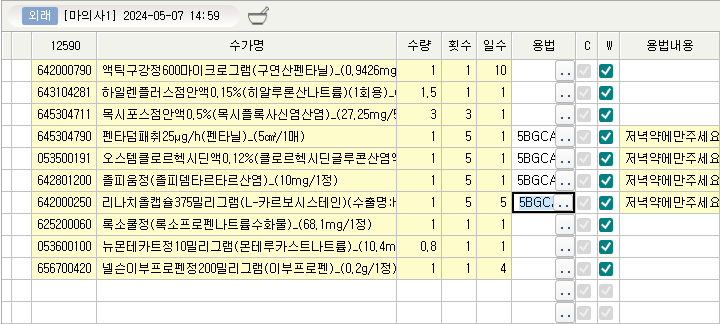 외래 [마의사1] 2024-05-07 14:59
12590 수가명 수량 횟수 일수 용법 C W 용법내용
642000790 액틱구강정600마이크로그램(구연산펜타닐)_(0.9426mg 1 1 10 ..
643104281 하일렌플러스점안액0.15%(히알루론산나트륨)(1회용)_( 1.5 1 1 ..
645304711 목시포스점안액0.5%(목시플록사신염산염)_(27.25mg/5 3 3 1 ..
645304790 펜타덤패취25μg/h(펜타닐)_(5㎠/1매) 1 5 1 5BGCA .. 저녁약에만주세요
053500191 오스템클로르헥시딘액0.12%(클로르헥시딘글루콘산염액 1 5 1 5BGCA .. 저녁약에만주세요
642801200 졸피움정(졸피뎀타르타르산염)_(10mg/1정) 1 5 1 5BGCA .. 저녁약에만주세요
642000250 리나치올캡슐375밀리그램(L-카르보시스테인)(수출명:H 1 5 5 5BGC .. 저녁약에만주세요
625200060 록소쿨정(록소프로펜나트륨수화물)_(68.1mg/1정) 1 1 1 ..
053600100 뉴몬테카트정10밀리그램(몬테루카스트나트륨)_(10.4m 0.8 1 1 ..
656700420 넬슨이부프로펜정200밀리그램(이부프로펜)_(0.2g/1정) 1 1 4 ..
..
..